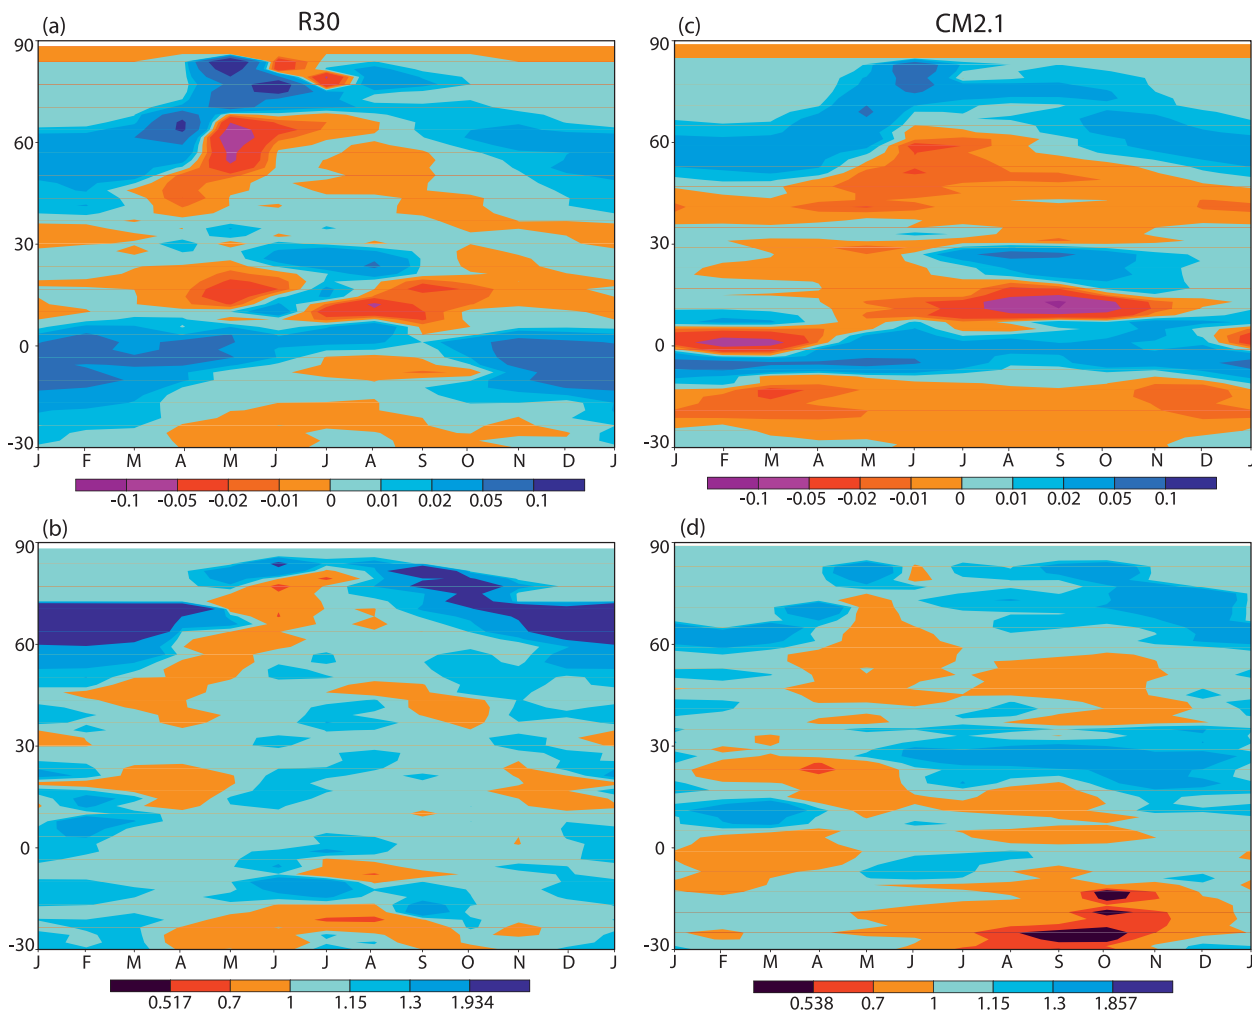 R30
CM2.1
(a)
(c)
90
60
30
0
-30
J F M A M J J A S O N D J
-0.1 -0.05 -0.02 -0.01 0 0.01 0.02 0.05 0.1
90
60
30
0
-30
J F M A M J J A S O N D J
-0.1 -0.05 -0.02 -0.01 0 0.01 0.02 0.05 0.1
(b)
(d)
90
60
30
0
-30
J F M A M J J A S O N D J
0.517 0.7 1 1.15 1.3 1.934
90
60
30
0
-30
J F M A M J J A S O N D J
0.538 0.7 1 1.15 1.3 1.857